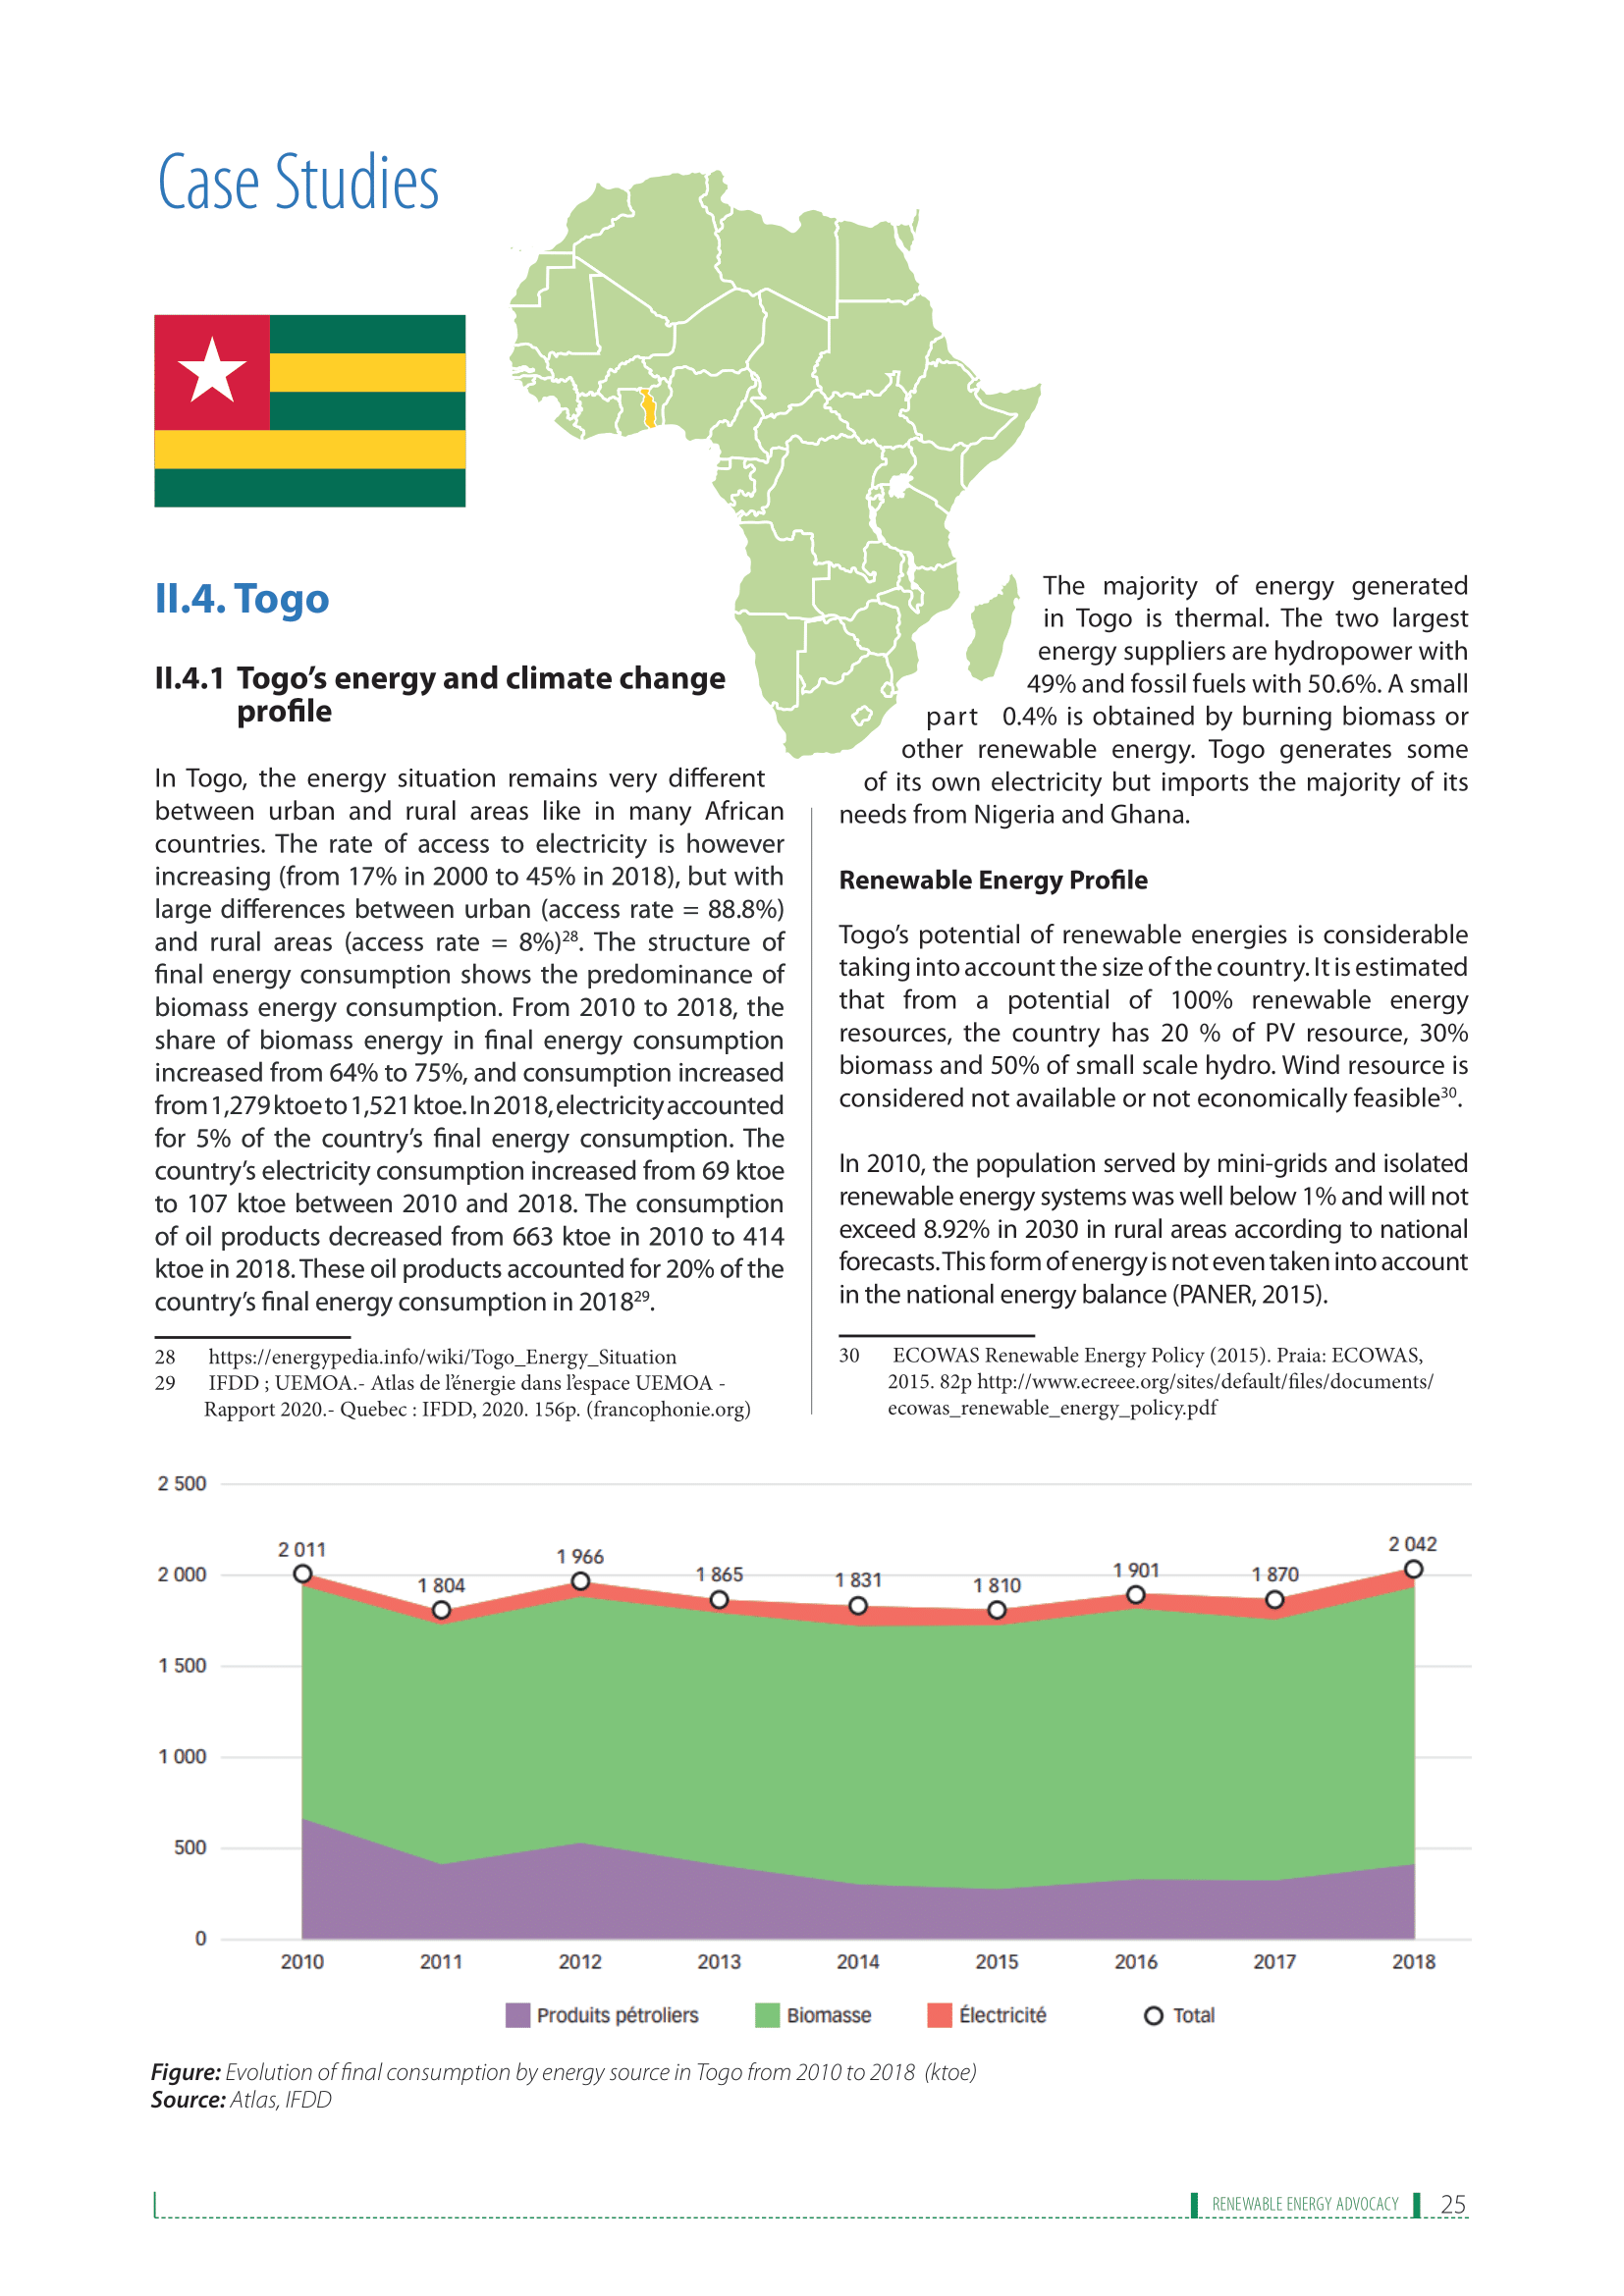 Case Studies
II.4. Togo
II.4.1 Togo’s energy and climate change
profile
In Togo, the energy situation remains very different
between urban and rural areas like in many African
countries. The rate of access to electricity is however
increasing (from 17% in 2000 to 45% in 2018), but with
large differences between urban (access rate = 88.8%)
and rural areas (access rate = 8%)28. The structure of
final energy consumption shows the predominance of
biomass energy consumption. From 2010 to 2018, the
share of biomass energy in final energy consumption
increased from 64% to 75%, and consumption increased
from 1,279 ktoe to 1,521 ktoe. In 2018, electricity accounted
for 5% of the country’s final energy consumption. The
country’s electricity consumption increased from 69 ktoe
to 107 ktoe between 2010 and 2018. The consumption
of oil products decreased from 663 ktoe in 2010 to 414
ktoe in 2018. These oil products accounted for 20% of the
country’s final energy consumption in 201829.
28 https://energypedia.info/wiki/Togo_Energy_Situation
29 IFDD ; UEMOA.- Atlas de l’énergie dans l’espace UEMOA -
Rapport 2020.- Quebec : IFDD, 2020. 156p. (francophonie.org)
The majority of energy generated
in Togo is thermal. The two largest
energy suppliers are hydropower with
49% and fossil fuels with 50.6%. A small
part 0.4% is obtained by burning biomass or
other renewable energy. Togo generates some
of its own electricity but imports the majority of its
needs from Nigeria and Ghana.
Renewable Energy Profile
Togo’s potential of renewable energies is considerable
taking into account the size of the country. It is estimated
that from a potential of 100% renewable energy
resources, the country has 20 % of PV resource, 30%
biomass and 50% of small scale hydro. Wind resource is
considered not available or not economically feasible30.
In 2010, the population served by mini-grids and isolated
renewable energy systems was well below 1% and will not
exceed 8.92% in 2030 in rural areas according to national
forecasts. This form of energy is not even taken into account
in the national energy balance (PANER, 2015).
30 ECOWAS Renewable Energy Policy (2015). Praia: ECOWAS,
2015. 82p http://www.ecreee.org/sites/default/files/documents/
ecowas_renewable_energy_policy.pdf
2 500
2 000
1 500
1 000
500
0
2 011
1 804
1 966
1 865
1 831
1 810
1 901
1 870
2 042
2010 2011 2012 2013 2014 2015 2016 2017 2018
Produits pétroliers Biomasse Électricité Total
Figure: Evolution of final consumption by energy source in Togo from 2010 to 2018 (ktoe)
Source: Atlas, IFDD
RENEWABLE ENERGY ADVOCACY 25